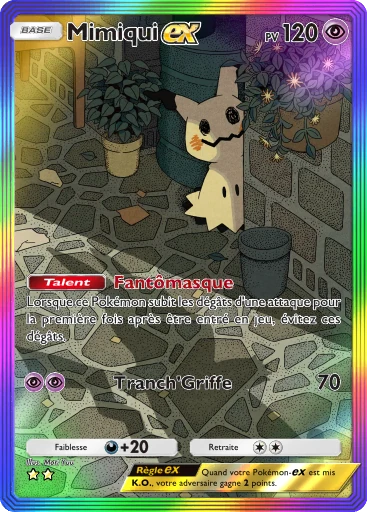 BASE Mimiqui ex PV 120
Talent Fantômasque
Lorsque ce Pokémon subit les dégâts d'une attaque pour
la première fois après être entré en jeu, évitez ces
dégâts.
Tranch'Griffe 70
Faiblesse +20 Retraite
Illus.
Règle ex Quand votre Pokémon-ex est mis
K.O., votre adversaire gagne 2 points.